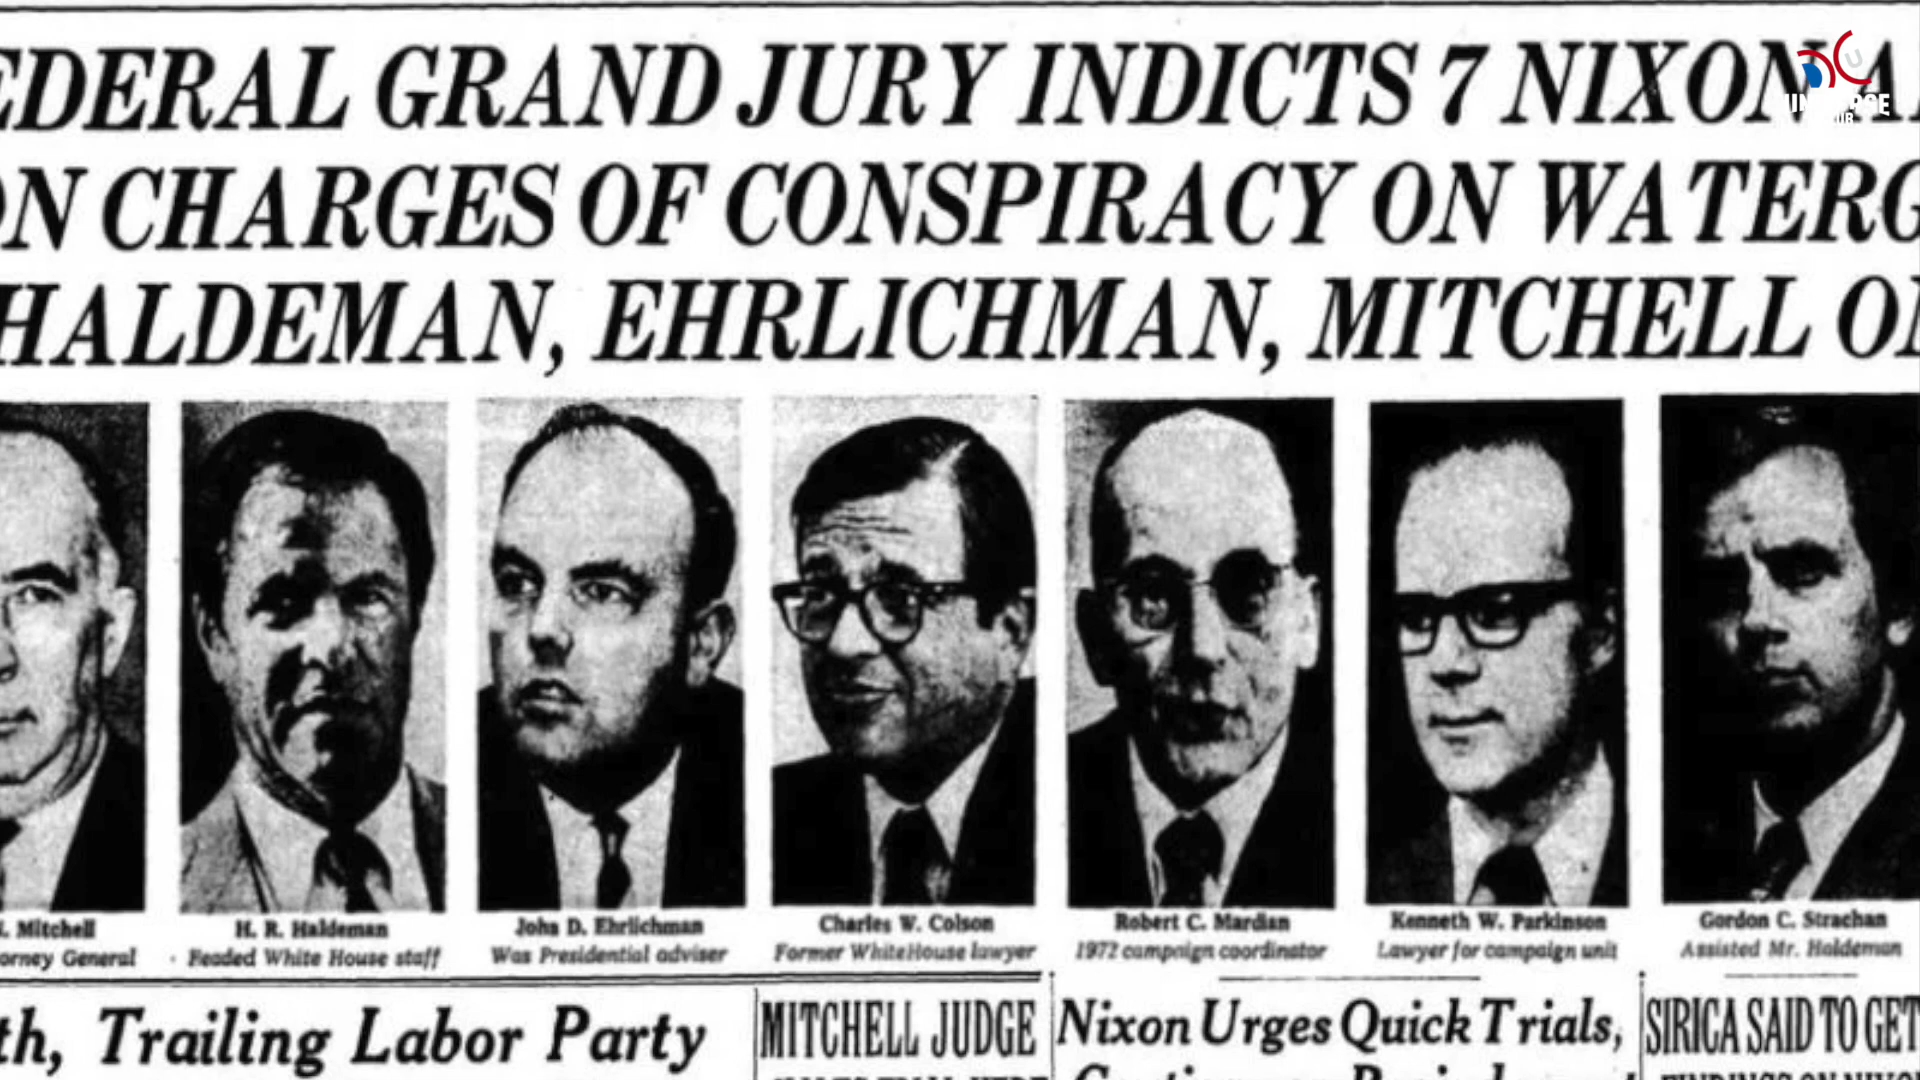 EDERAL GRAND JURY INDICTS 7 NIXON A
ON CHARGES OF CONSPIRACY ON WATERG
HALDEMAN, EHRLICHMAN, MITCHELL ON
. Mitchell
orney General
H. R. Haldeman
Headed White House staff
John D. Ehrlichman
Was Presidential adviser
Charles W. Colson
Former White House lawyer
Robert C. Mardian
1972 campaign coordinator
Kenneth W. Parkinson
Lawyer for campaign unit
Gordon C. Strachan
Assisted Mr. Haldeman
th, Trailing Labor Party
MITCHELL JUDGE
Nixon Urges Quick Trials,
SIRICA SAID TO GET